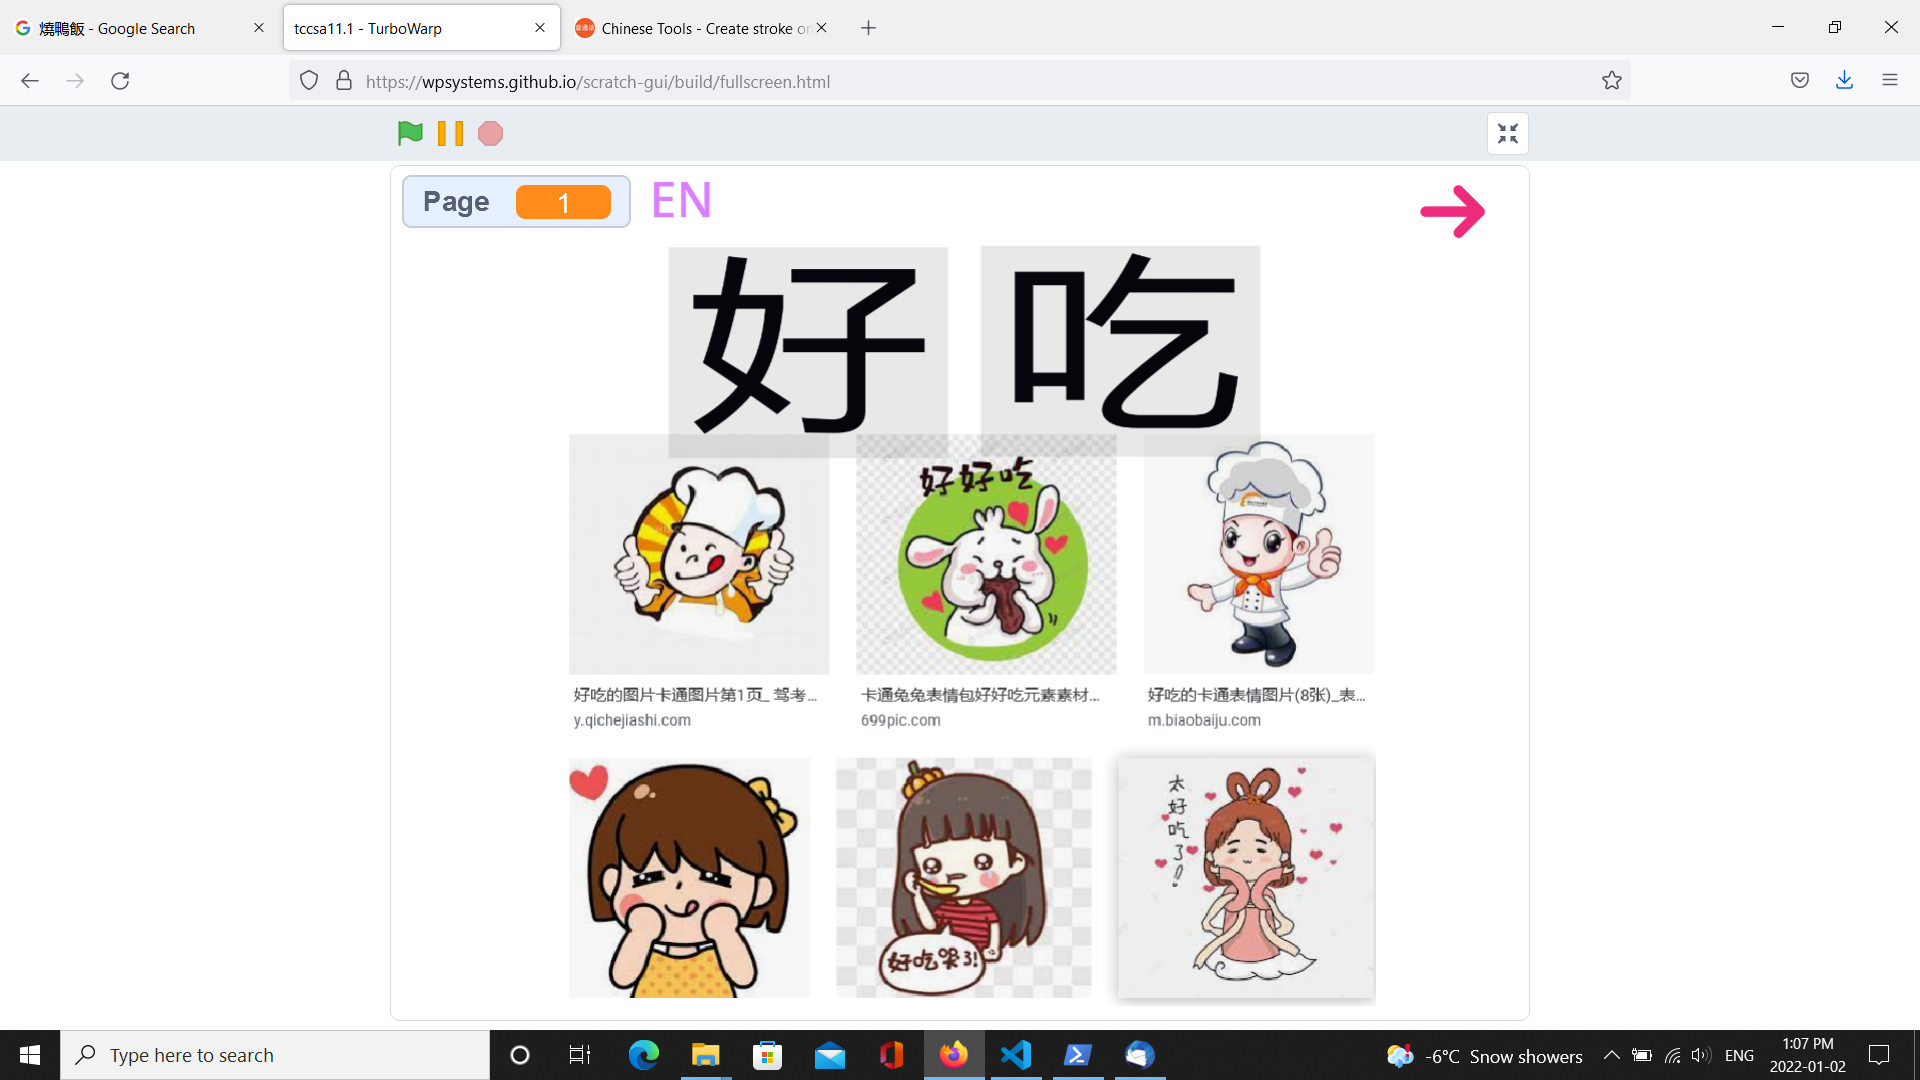 燒鴨飯 - Google Search
tccsa11.1 - TurboWarp
Chinese Tools - Create stroke or
https://wpsystems.github.io/scratch-gui/build/fullscreen.html
Page 1
EN
好吃
好好吃
好吃的图片卡通图片第1页_ 驾考...
卡通兔兔表情包好好吃元素素材...
好吃的卡通表情图片(8张)_表...
y.qichejiashi.com
699pic.com
m.biaobaiju.com
好吃哭了!
太好吃了!
Type here to search
-6°C Snow showers
ENG
1:07 PM
2022-01-02